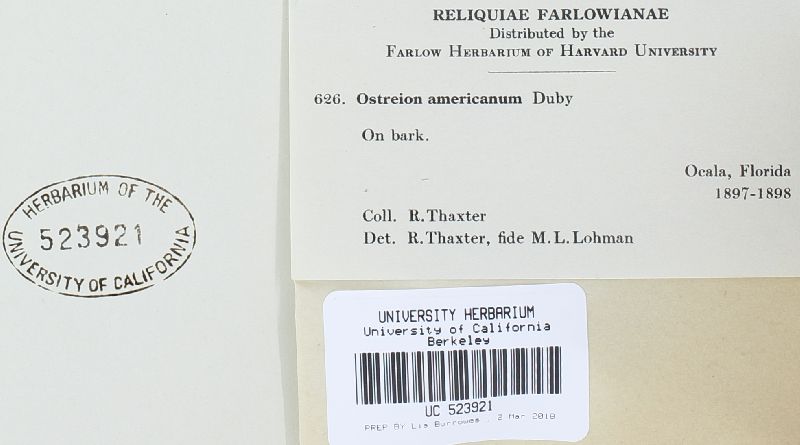 RELIQUIAE FARLOWIANAE
Distributed by the
FARLOW HERBARIUM OF HARVARD UNIVERSITY
626. Ostreion americanum Duby
On bark.
Ocala, Florida
1897-1898
Coll. R. Thaxter
Det. R. Thaxter, fide M. L. Lohman
HERBARIUM OF THE
523921
UNIVERSITY OF CALIFORNIA
UNIVERSITY HERBARIUM
University of California
Berkeley
UC 523921
PREP BY Lia Burrowes , 2 Mar 2010